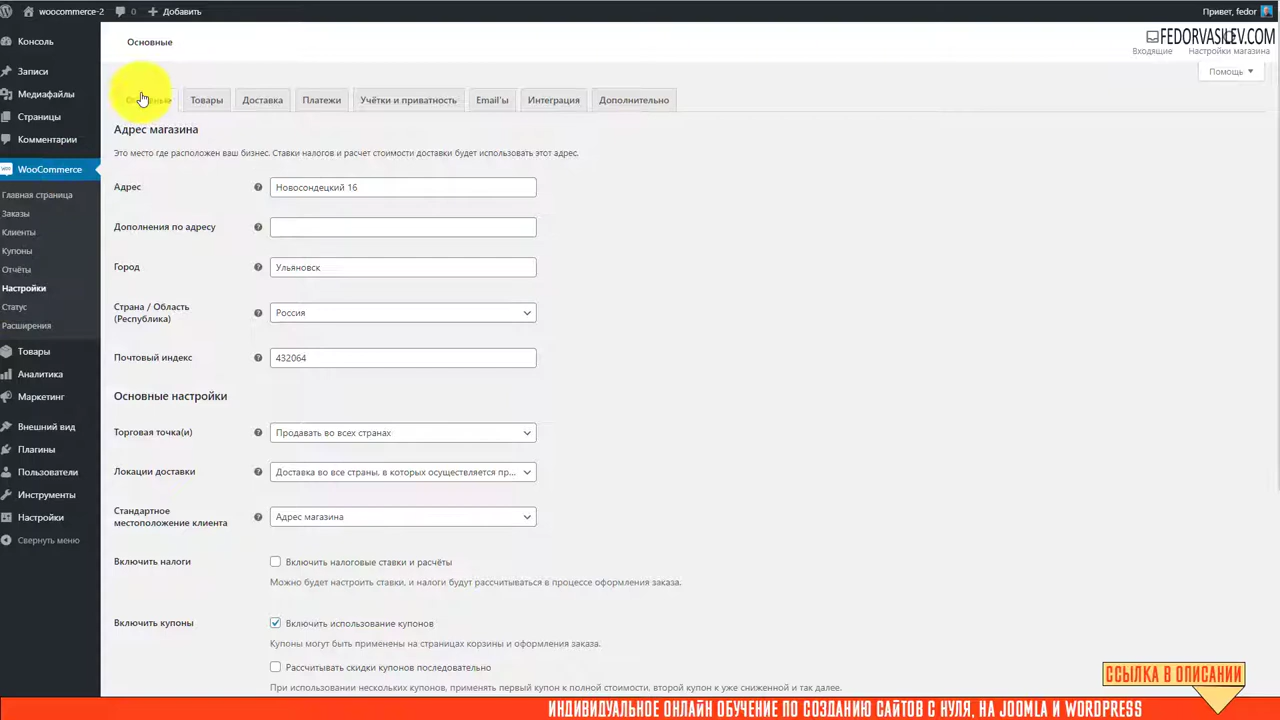 woocommerce-2 0 Добавить Привет, fedor
FEDORVASILEV.COM
Консоль
Основные
Входящие Настройки магазина
Помощь
Записи
Медиафайлы
Страницы
Комментарии
WooCommerce
Главная страница
Заказы
Клиенты
Купоны
Отчёты
Настройки
Статус
Расширения
Товары
Аналитика
Маркетинг
Внешний вид
Плагины
Пользователи
Инструменты
Настройки
Свернуть меню
Основные Товары Доставка Платежи Учётки и приватность Email'ы Интеграция Дополнительно
Адрес магазина
Это место где расположен ваш бизнес. Ставки налогов и расчет стоимости доставки будет использовать этот адрес.
Адрес Новосондецкий 16
Дополнения по адресу
Город Ульяновск
Страна / Область
(Республика) Россия
Почтовый индекс 432064
Основные настройки
Торговая точка(и) Продавать во всех странах
Локации доставки Доставка во все страны, в которых осуществляется пр...
Стандартное
местоположение клиента Адрес магазина
Включить налоги Включить налоговые ставки и расчёты
Можно будет настроить ставки, и налоги будут рассчитываться в процессе оформления заказа.
Включить купоны Включить использование купонов
Купоны могут быть применены на страницах корзины и оформления заказа.
Рассчитывать скидки купонов последовательно
При использовании нескольких купонов, применять первый купон к полной стоимости, второй купон к уже сниженной и так далее.
ССЫЛКА В ОПИСАНИИ
ИНДИВИДУАЛЬНОЕ ОНЛАЙН ОБУЧЕНИЕ ПО СОЗДАНИЮ САЙТОВ С НУЛЯ, НА JOOMLA И WORDPRESS